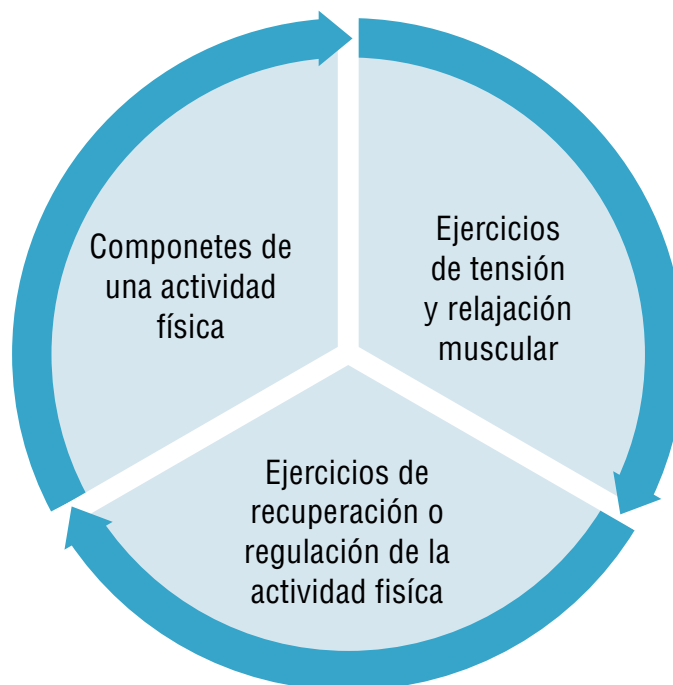 Componetes de
una actividad
física
Ejercicios
de tensión
y relajación
muscular
Ejercicios de
recuperación o
regulación de la
actividad fisíca